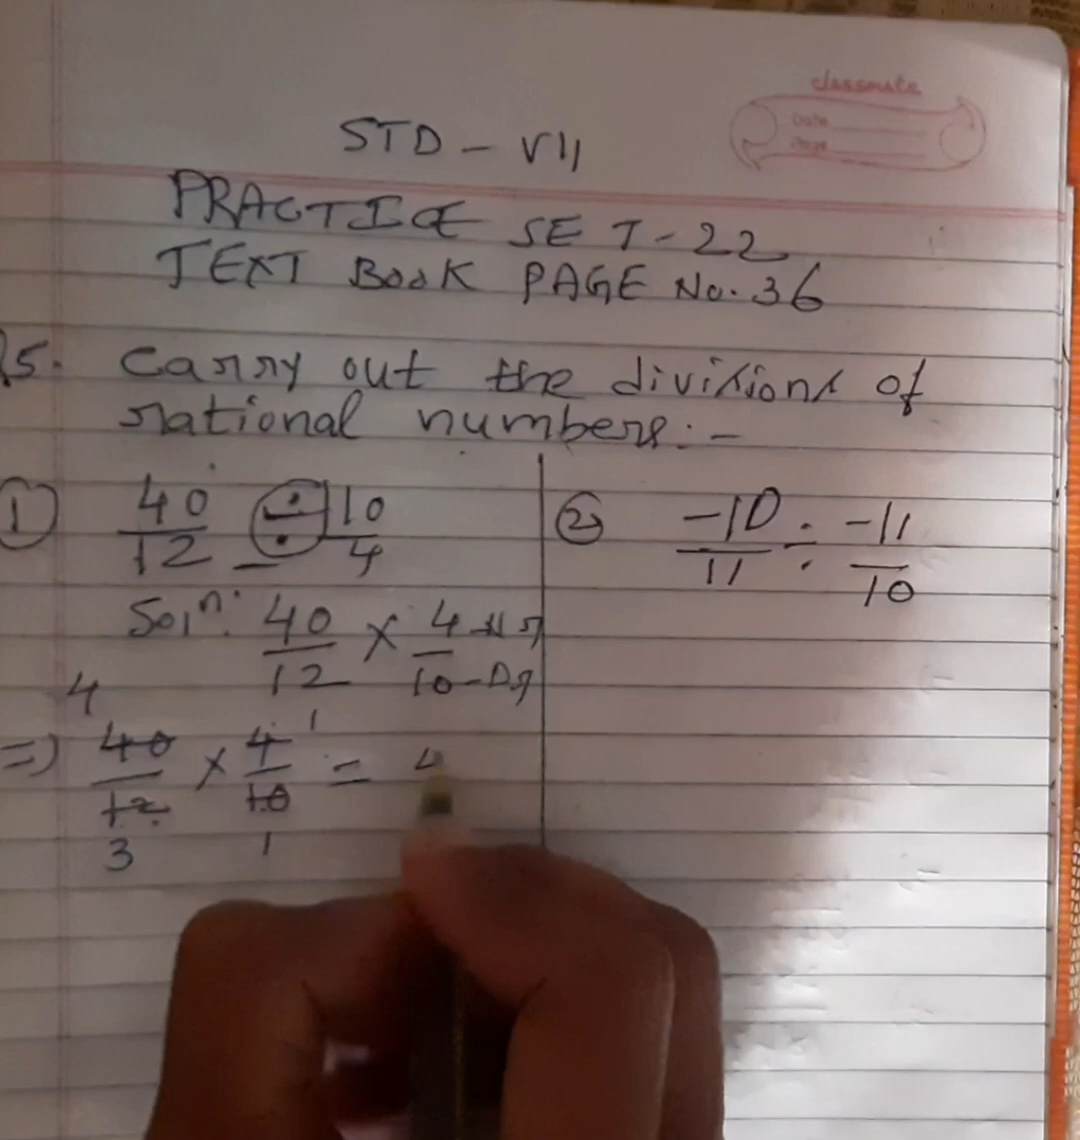 classmate
Date
Page
STD - VII
PRACTICE SET-22
TEXT BOOK PAGE No. 36
5. Carry out the divisions of
rational numbers:-
① 40/12 ÷ 10/4
Soln: 40/12 × 4/10
4 1
=) 40/12 × 4/10 = 4
3 1
② -10/11 ÷ -11/10